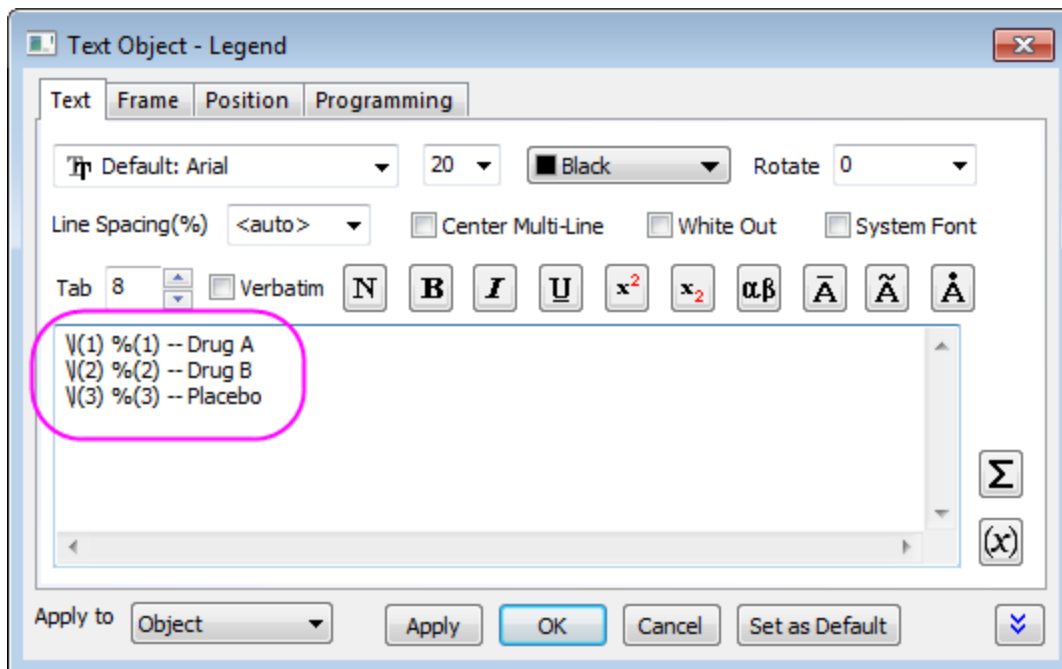 Text Object - Legend
Text Frame Position Programming
Default: Arial 20 Black Rotate 0
Line Spacing(%) <auto> Center Multi-Line White Out System Font
Tab 8 Verbatim N B I U x² x₂ αβ Ā Ã Å
\l(1) %(1) -- Drug A
\l(2) %(2) -- Drug B
\l(3) %(3) -- Placebo
Σ
(x)
Apply to Object Apply OK Cancel Set as Default